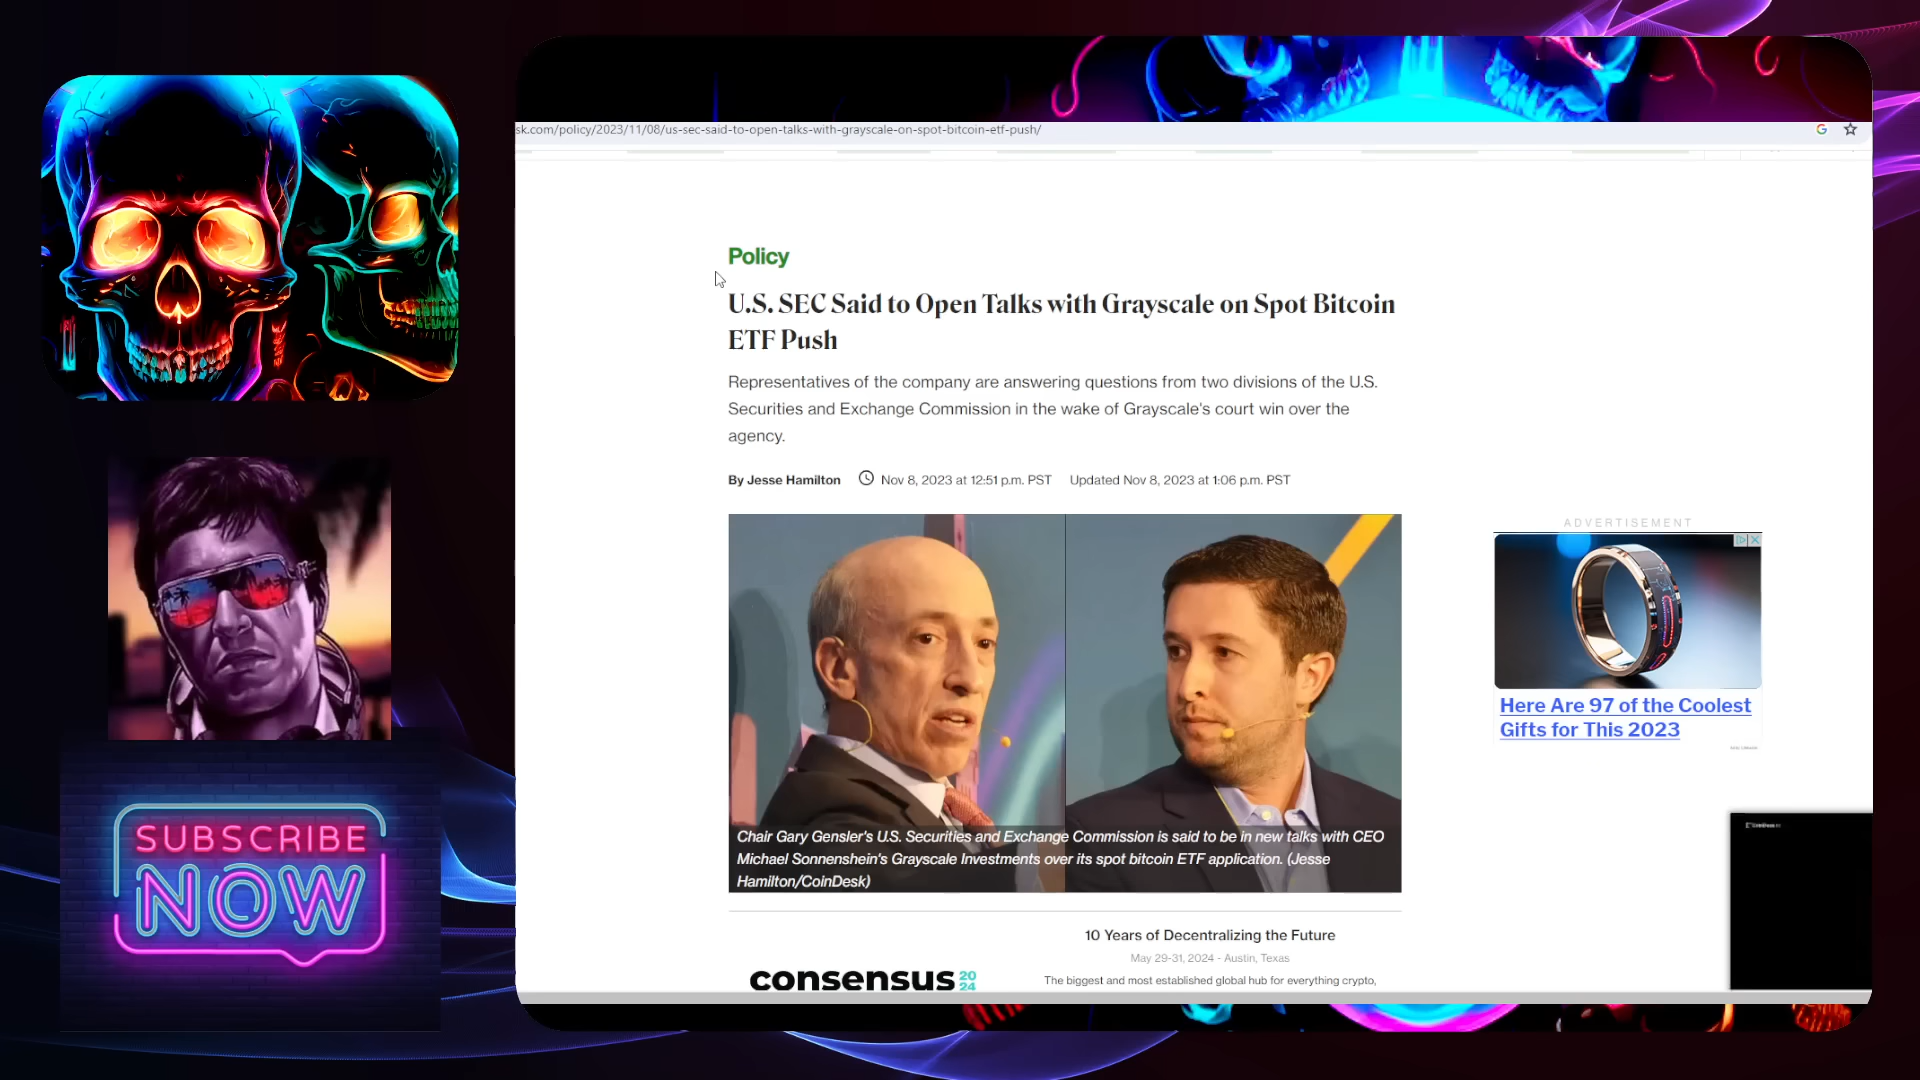 sk.com/policy/2023/11/08/us-sec-said-to-open-talks-with-grayscale-on-spot-bitcoin-etf-push/
Policy
U.S. SEC Said to Open Talks with Grayscale on Spot Bitcoin
ETF Push
Representatives of the company are answering questions from two divisions of the U.S.
Securities and Exchange Commission in the wake of Grayscale's court win over the
agency.
By Jesse Hamilton Nov 8, 2023 at 12:51 p.m. PST Updated Nov 8, 2023 at 1:06 p.m. PST
Chair Gary Gensler's U.S. Securities and Exchange Commission is said to be in new talks with CEO
Michael Sonnenshein's Grayscale Investments over its spot bitcoin ETF application. (Jesse
Hamilton/CoinDesk)
ADVERTISEMENT
Here Are 97 of the Coolest
Gifts for This 2023
SUBSCRIBE
NOW
10 Years of Decentralizing the Future
May 29-31, 2024 - Austin, Texas
The biggest and most established global hub for everything crypto,
consensus 20
24